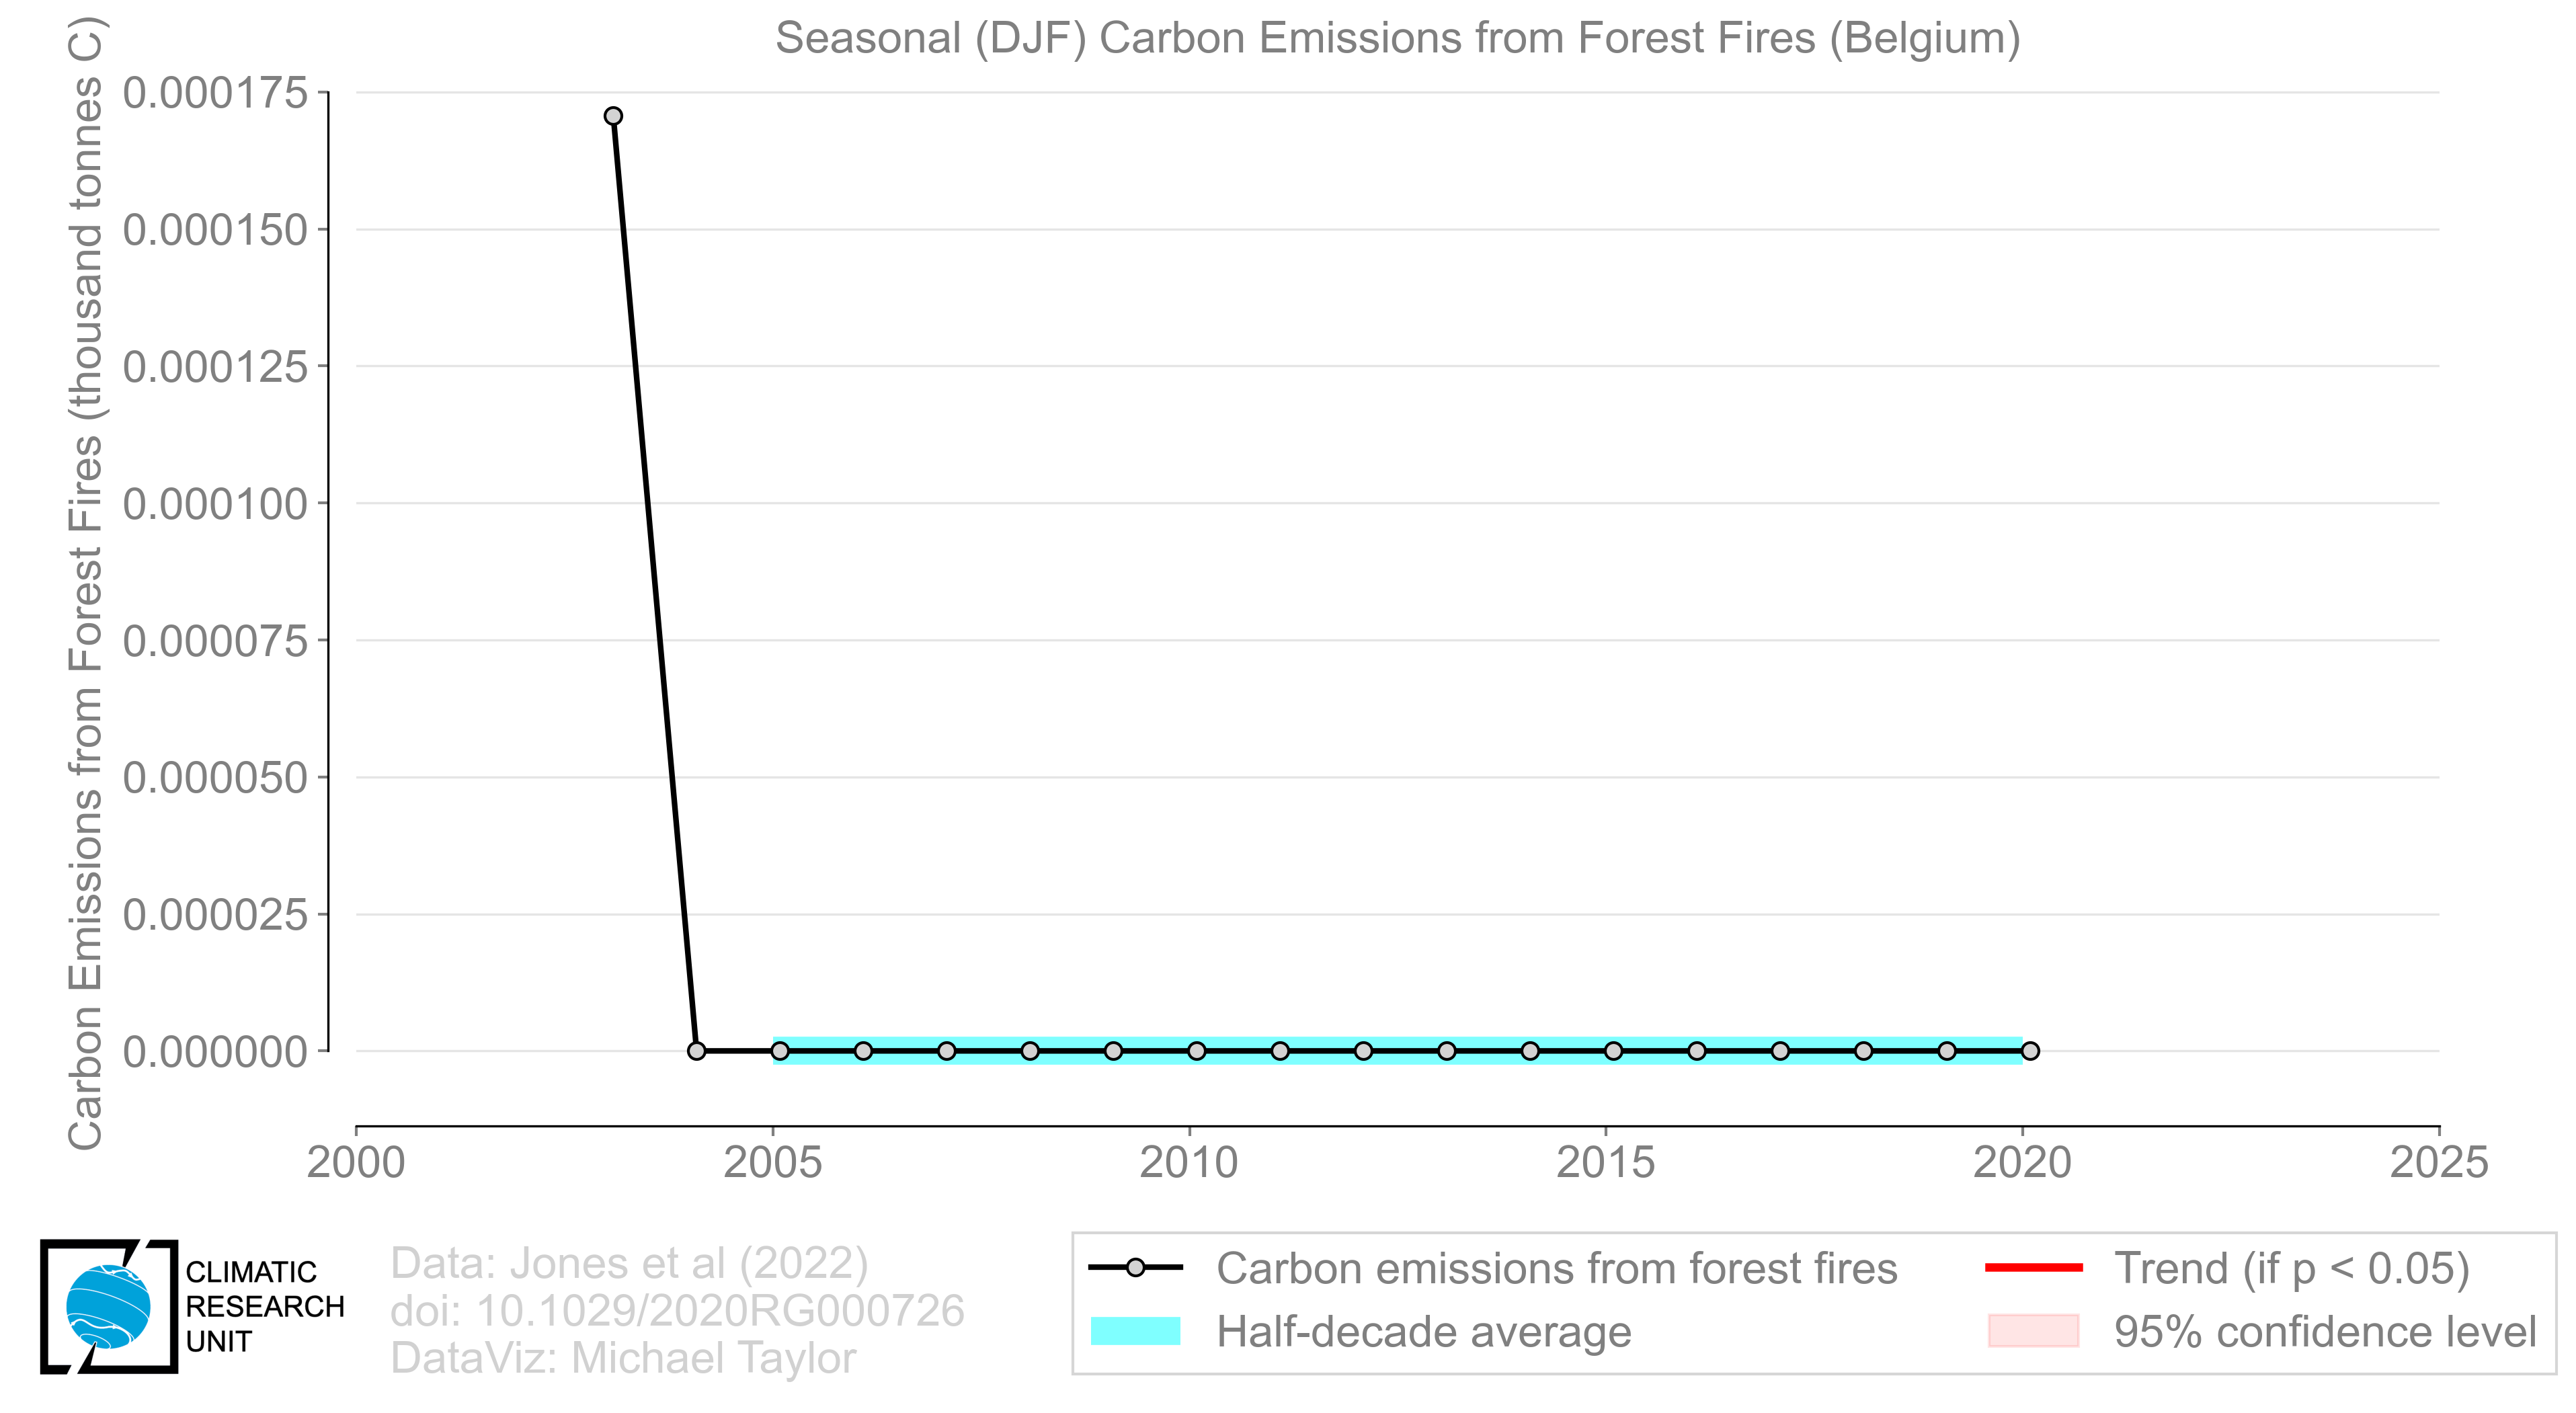 Seasonal (DJF) Carbon Emissions from Forest Fires (Belgium)
Carbon Emissions from Forest Fires (thousand tonnes C)
0.000175
0.000150
0.000125
0.000100
0.000075
0.000050
0.000025
0.000000
2000 2005 2010 2015 2020 2025
CLIMATIC
RESEARCH
UNIT
Data: Jones et al (2022)
doi: 10.1029/2020RG000726
DataViz: Michael Taylor
Carbon emissions from forest fires
Half-decade average
Trend (if p < 0.05)
95% confidence level